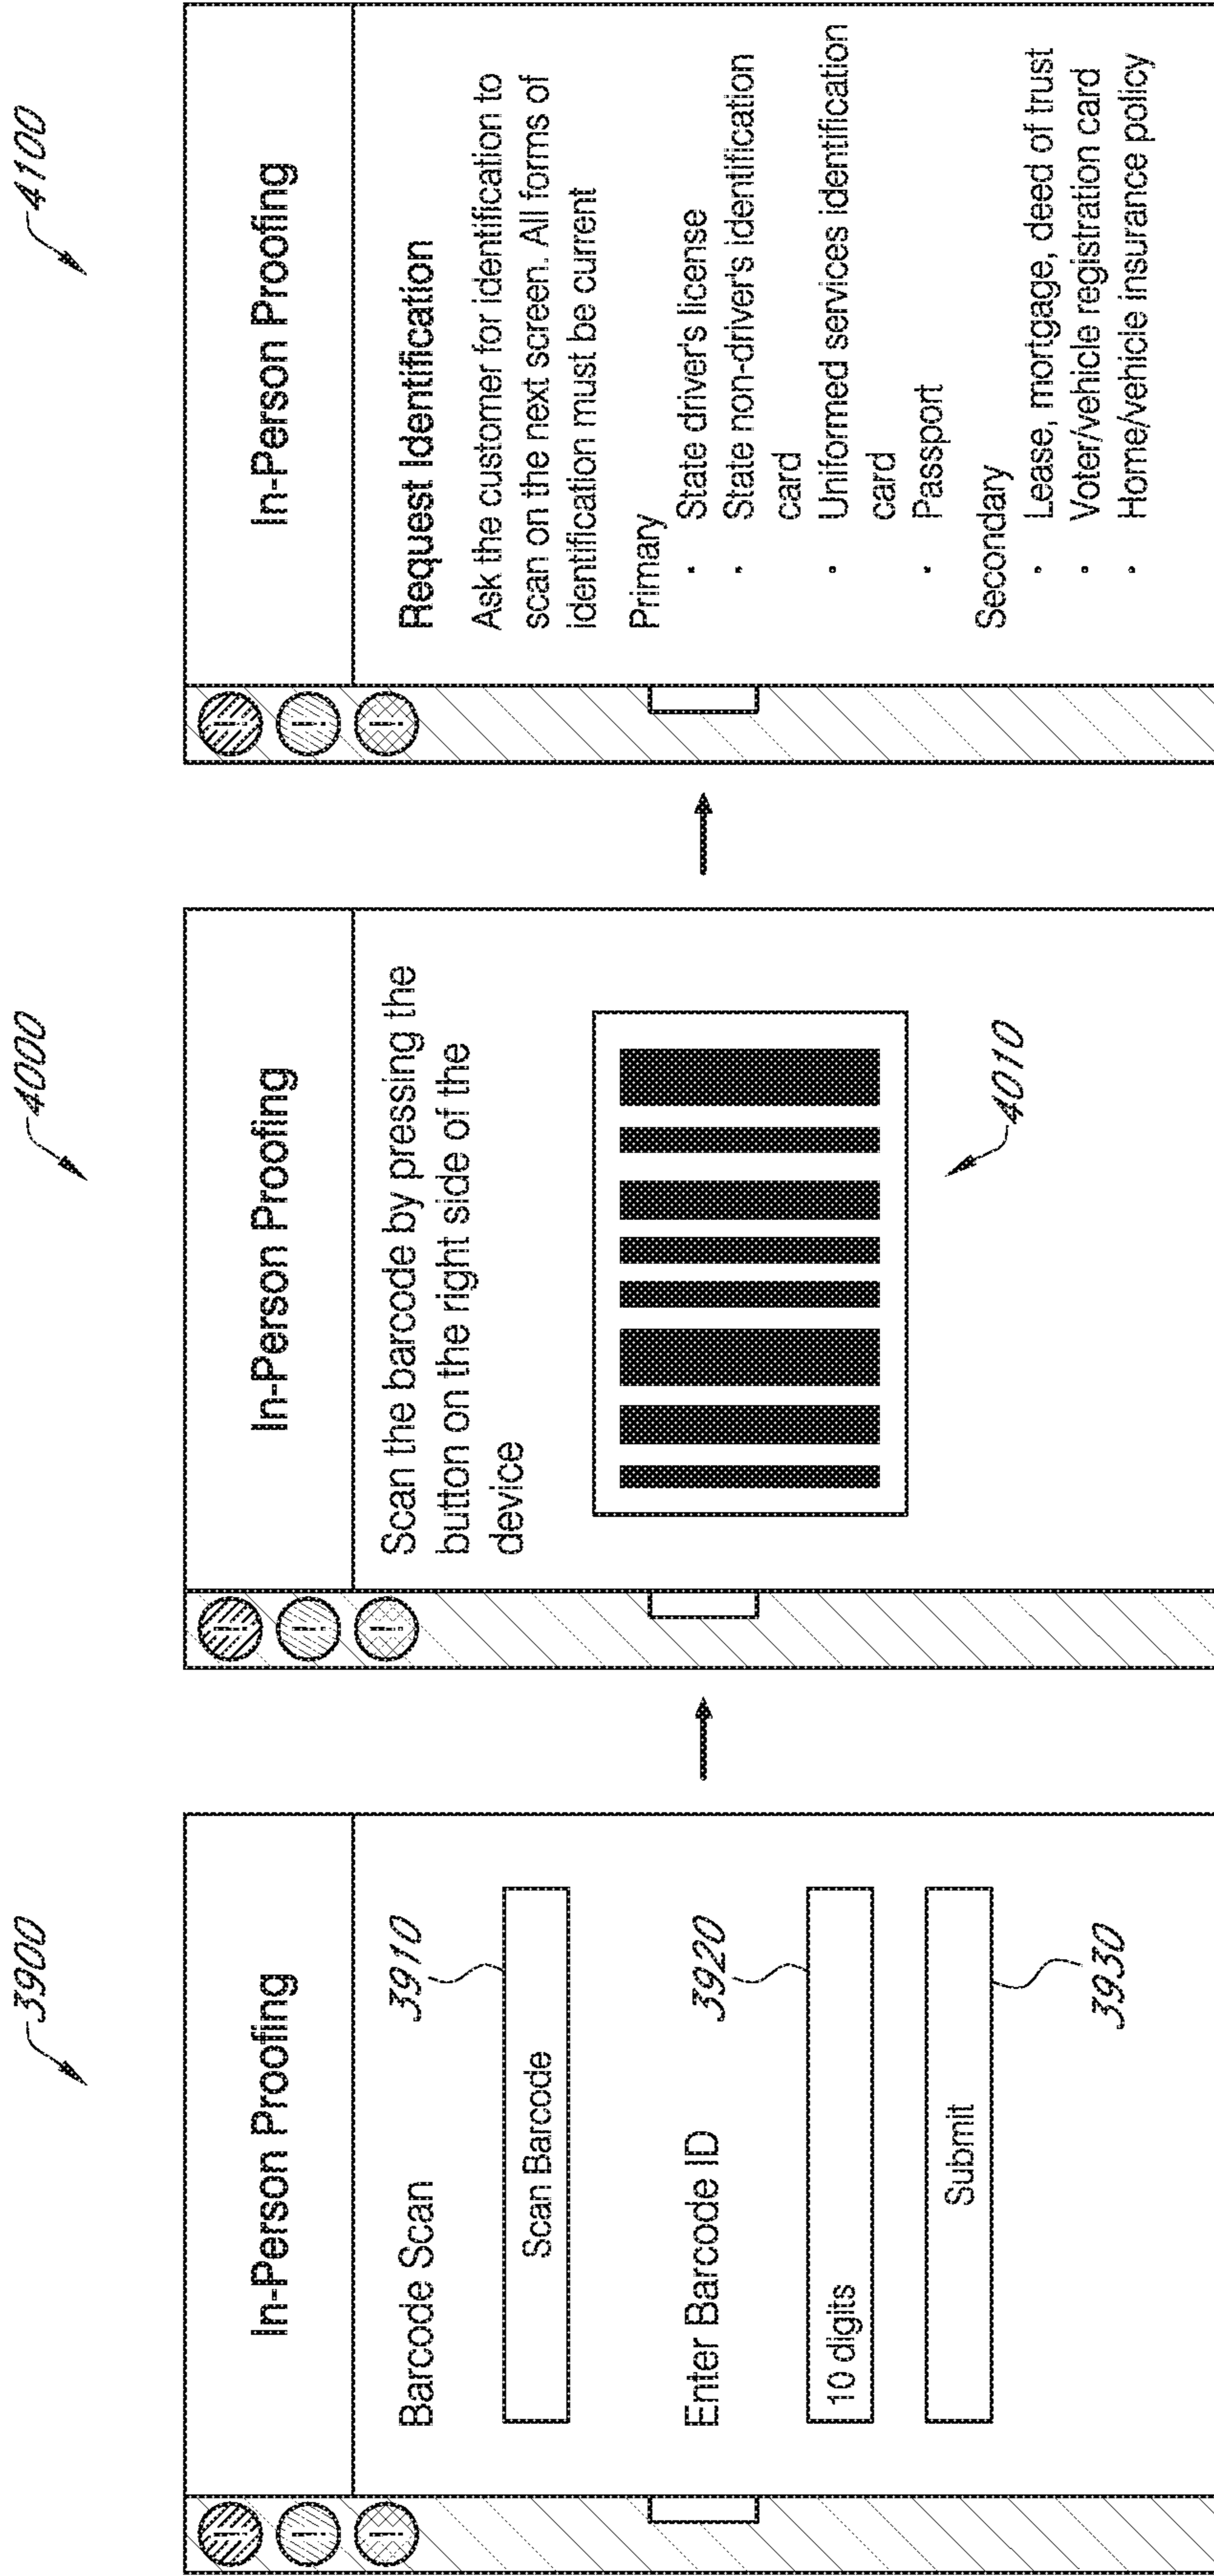 3900
In-Person Proofing
Barcode Scan
3910
Scan Barcode
Enter Barcode ID
3920
10 digits
Submit
3930
4000
In-Person Proofing
Scan the barcode by pressing the
button on the right side of the
device
4010
4100
In-Person Proofing
Request Identification
Ask the customer for identification to
scan on the next screen. All forms of
identification must be current
Primary
• State driver's license
• State non-driver's identification
card
• Uniformed services identification
card
• Passport
Secondary
• Lease, mortgage, deed of trust
• Voter/vehicle registration card
• Home/vehicle insurance policy